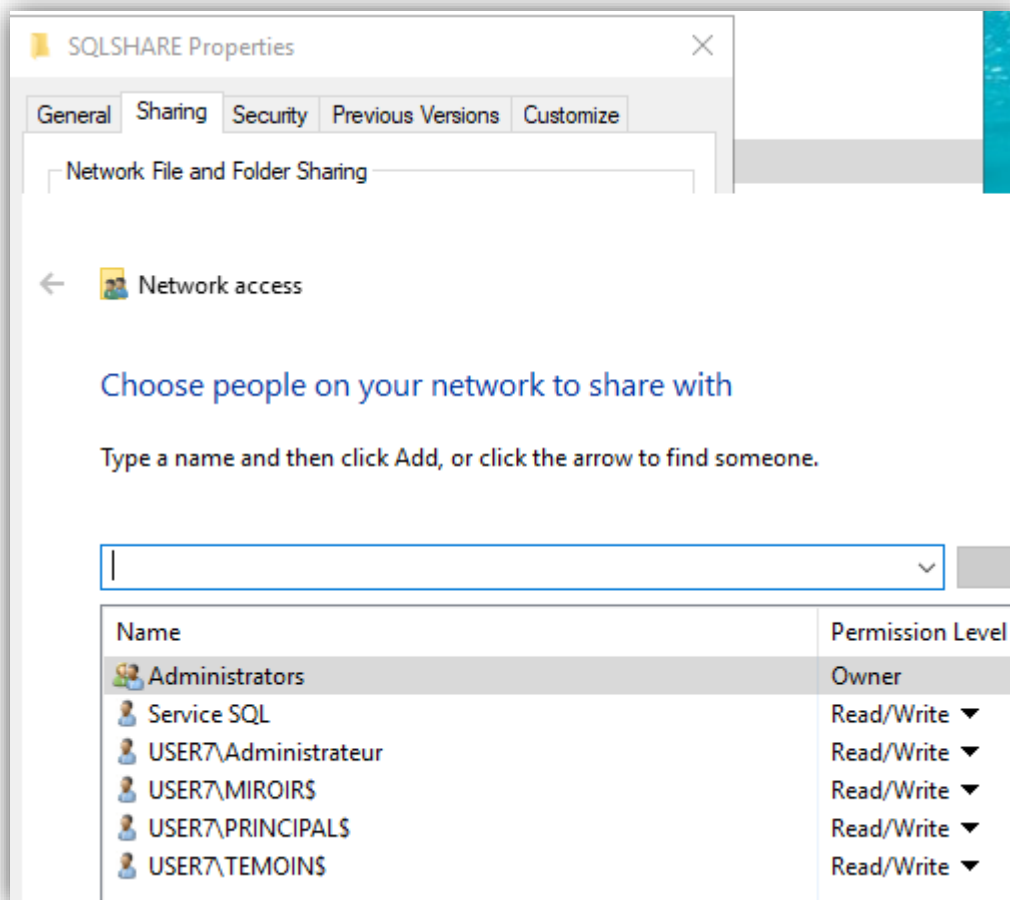 SQLSHARE Properties
General Sharing Security Previous Versions Customize
Network File and Folder Sharing
Network access
Choose people on your network to share with
Type a name and then click Add, or click the arrow to find someone.
Name Permission Level
Administrators Owner
Service SQL Read/Write
USER7\Administrateur Read/Write
USER7\MIROIR$ Read/Write
USER7\PRINCIPAL$ Read/Write
USER7\TEMOIN$ Read/Write